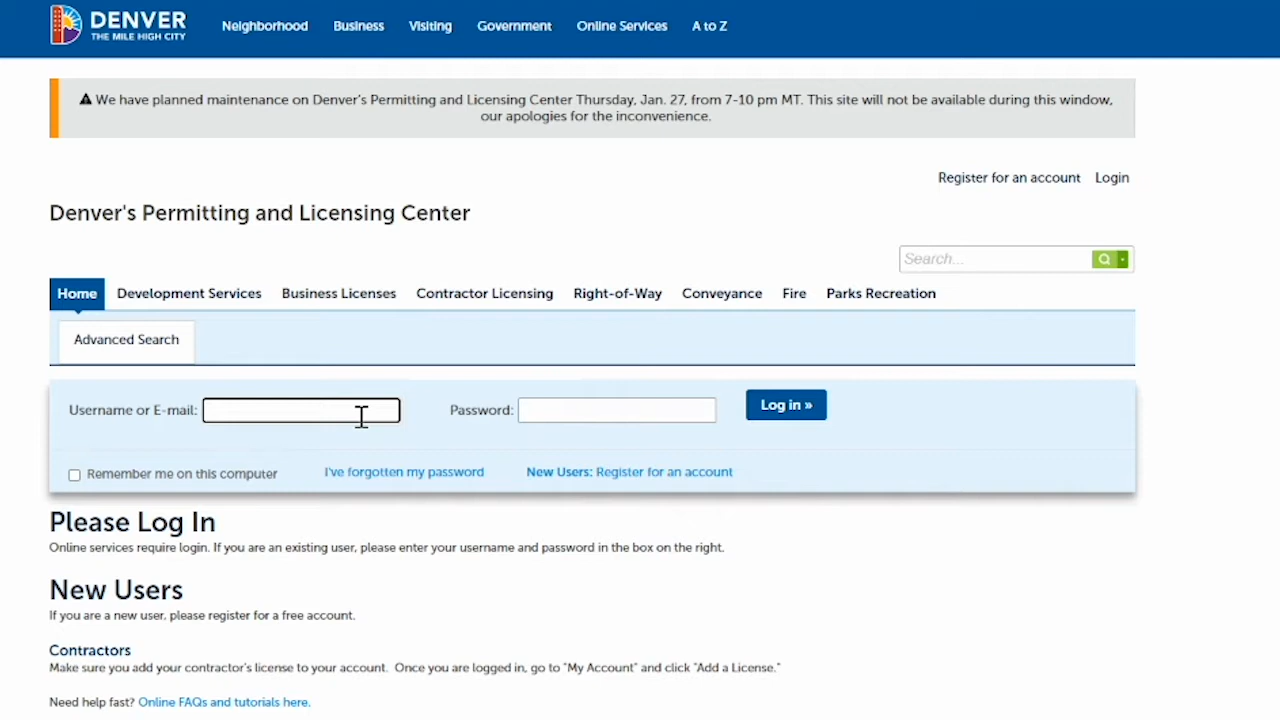 DENVER
THE MILE HIGH CITY
Neighborhood Business Visiting Government Online Services A to Z
We have planned maintenance on Denver's Permitting and Licensing Center Thursday, Jan. 27, from 7-10 pm MT. This site will not be available during this window,
our apologies for the inconvenience.
Register for an account Login
Denver's Permitting and Licensing Center
Search...
Home Development Services Business Licenses Contractor Licensing Right-of-Way Conveyance Fire Parks Recreation
Advanced Search
Username or E-mail: Password: Log in »
Remember me on this computer I've forgotten my password New Users: Register for an account
Please Log In
Online services require login. If you are an existing user, please enter your username and password in the box on the right.
New Users
If you are a new user, please register for a free account.
Contractors
Make sure you add your contractor's license to your account. Once you are logged in, go to "My Account" and click "Add a License."
Need help fast? Online FAQs and tutorials here.